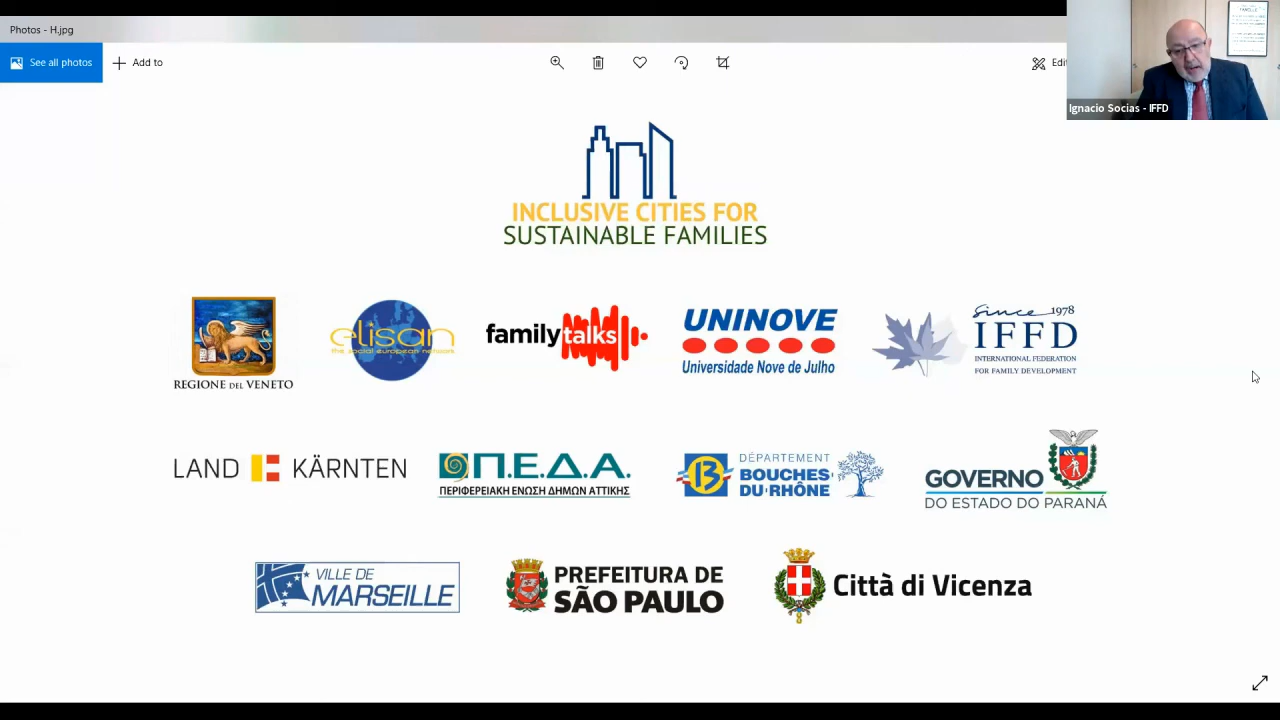 Photos - H.jpg
See all photos
Add to
Edit
Ignacio Socias - IFFD
INCLUSIVE CITIES FOR
SUSTAINABLE FAMILIES
REGIONE DEL VENETO
elisan
the social european network
familytalks
UNINOVE
Universidade Nove de Julho
Since 1978
IFFD
INTERNATIONAL FEDERATION
FOR FAMILY DEVELOPMENT
LAND KÄRNTEN
Π.Ε.Δ.Α.
ΠΕΡΙΦΕΡΕΙΑΚΗ ΕΝΩΣΗ ΔΗΜΩΝ ΑΤΤΙΚΗΣ
13
DÉPARTEMENT
BOUCHES
DU·RHÔNE
GOVERNO
DO ESTADO DO PARANÁ
VILLE DE
MARSEILLE
PREFEITURA DE
SÃO PAULO
Città di Vicenza